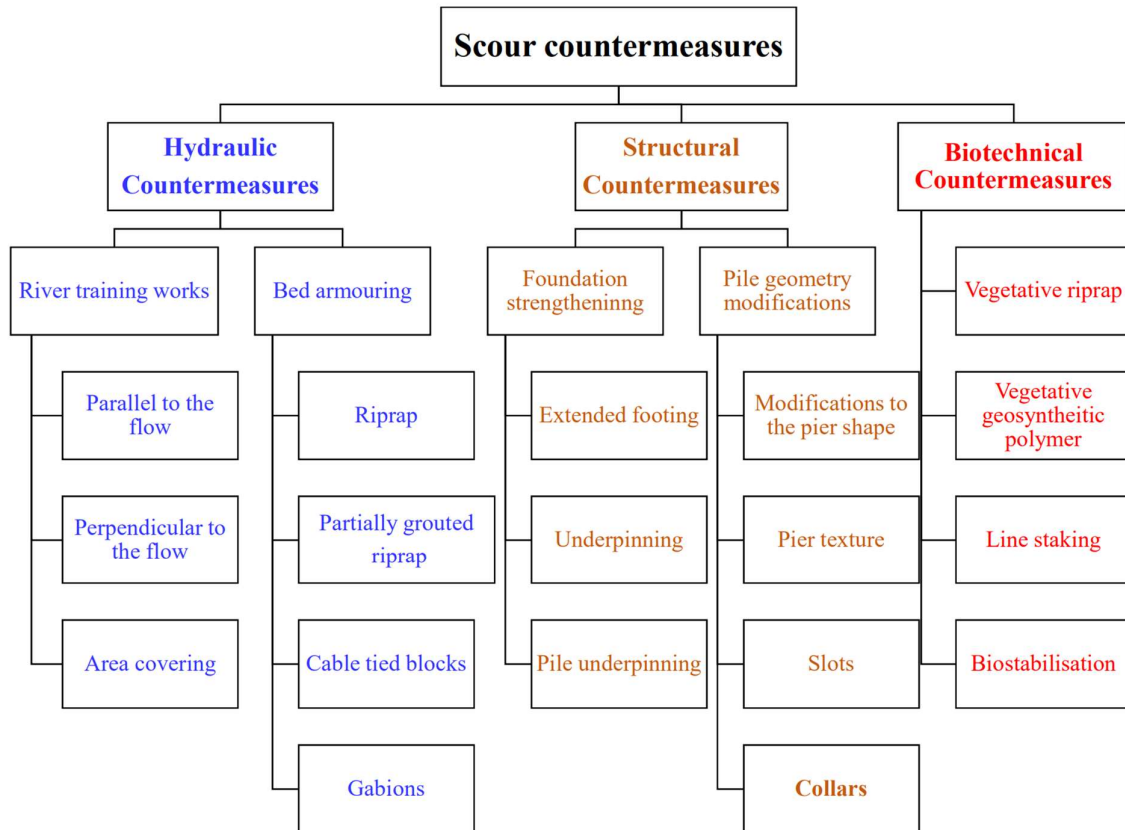 Scour countermeasures
Hydraulic
Countermeasures
Structural
Countermeasures
Biotechnical
Countermeasures
River training works
Bed armouring
Foundation
strengtheninng
Pile geometry
modifications
Vegetative riprap
Parallel to the
flow
Riprap
Extended footing
Modifications to
the pier shape
Vegetative
geosyntheitic
polymer
Perpendicular to
the flow
Partially grouted
riprap
Underpinning
Pier texture
Line staking
Area covering
Cable tied blocks
Pile underpinning
Slots
Biostabilisation
Gabions
Collars